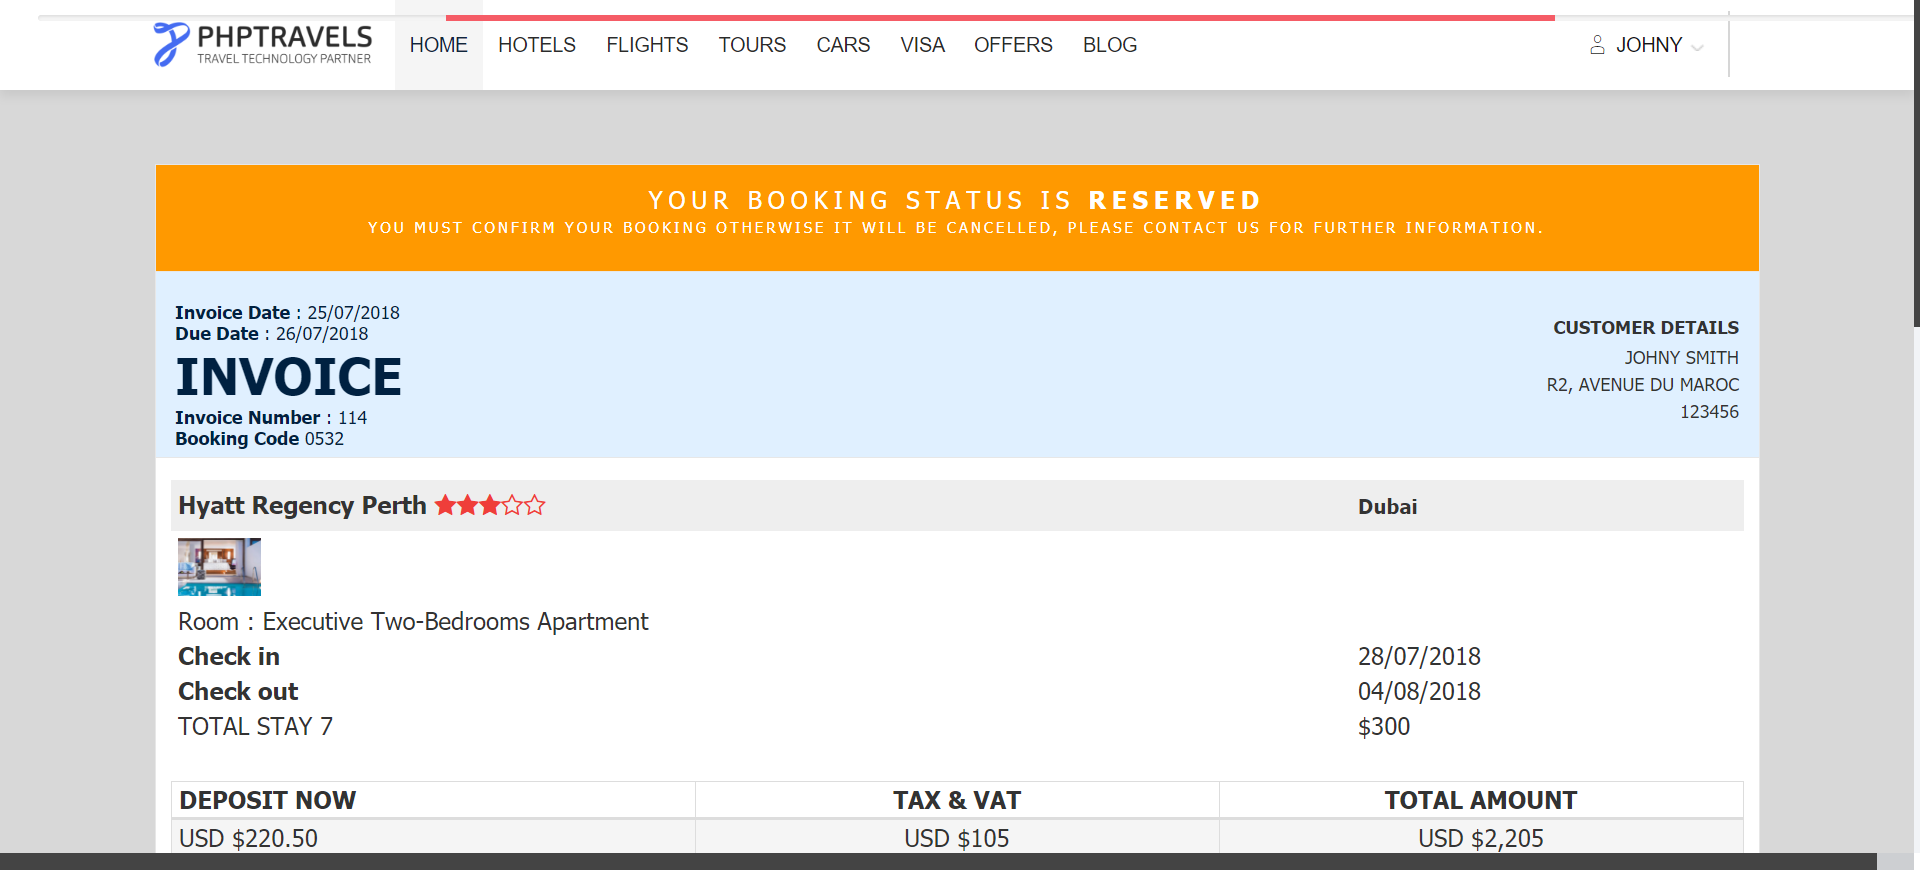 PHPTRAVELS
TRAVEL TECHNOLOGY PARTNER
HOME HOTELS FLIGHTS TOURS CARS VISA OFFERS BLOG JOHNY
YOUR BOOKING STATUS IS RESERVED
YOU MUST CONFIRM YOUR BOOKING OTHERWISE IT WILL BE CANCELLED, PLEASE CONTACT US FOR FURTHER INFORMATION.
Invoice Date : 25/07/2018
Due Date : 26/07/2018
INVOICE
Invoice Number : 114
Booking Code 0532
CUSTOMER DETAILS
JOHNY SMITH
R2, AVENUE DU MAROC
123456
Hyatt Regency Perth Dubai
Room : Executive Two-Bedrooms Apartment
Check in 28/07/2018
Check out 04/08/2018
TOTAL STAY 7 $300
DEPOSIT NOW TAX & VAT TOTAL AMOUNT
USD $220.50 USD $105 USD $2,205